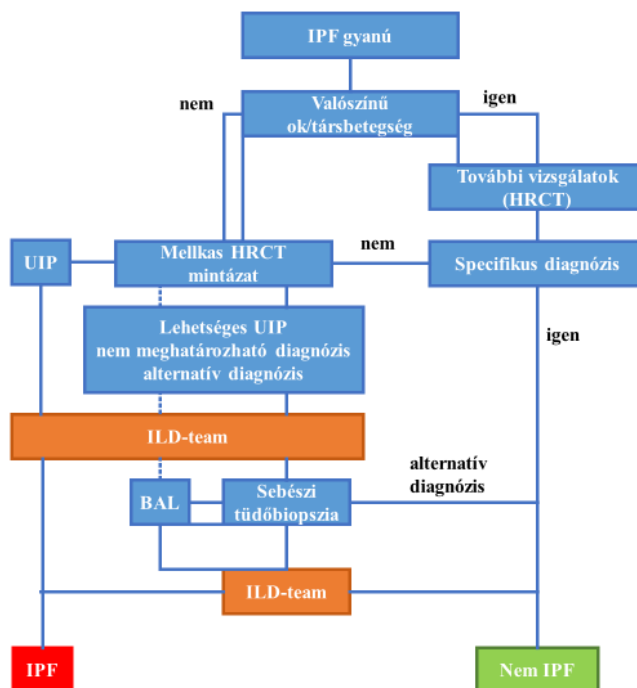 IPF gyanú
nem
Valószínű
ok/társbetegség
igen
További vizsgálatok
(HRCT)
UIP
Mellkas HRCT
mintázat
nem
Specifikus diagnózis
Lehetséges UIP
nem meghatározható diagnózis
alternatív diagnózis
igen
ILD-team
alternatív
diagnózis
BAL
Sebészi
tüdőbiopszia
ILD-team
IPF
Nem IPF